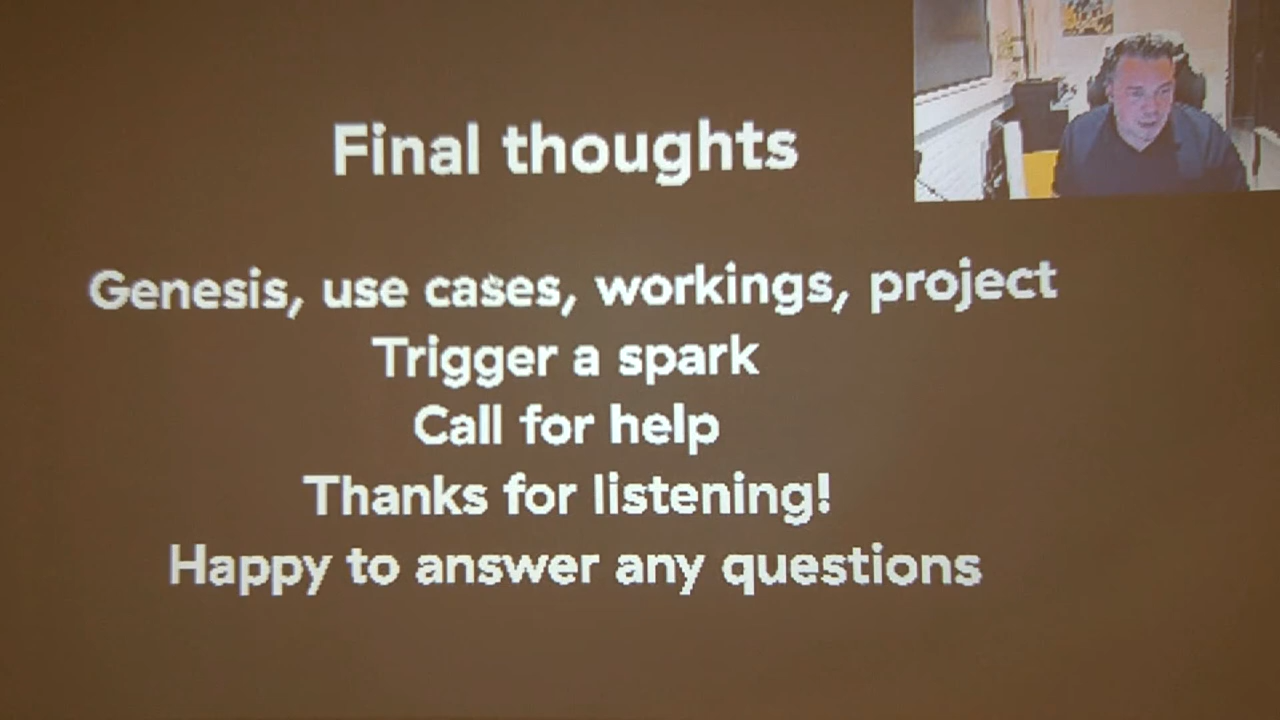 Final thoughts
Genesis, use cases, workings, project
Trigger a spark
Call for help
Thanks for listening!
Happy to answer any questions